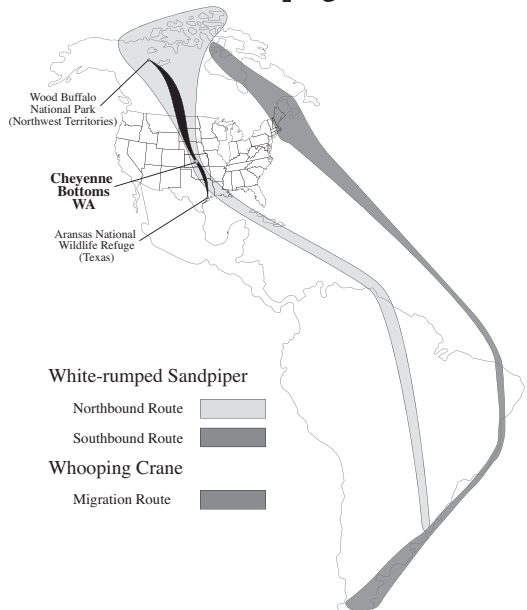 Wood Buffalo
National Park
(Northwest Territories)
Cheyenne
Bottoms
WA
Aransas National
Wildlife Refuge
(Texas)
White-rumped Sandpiper
Northbound Route
Southbound Route
Whooping Crane
Migration Route